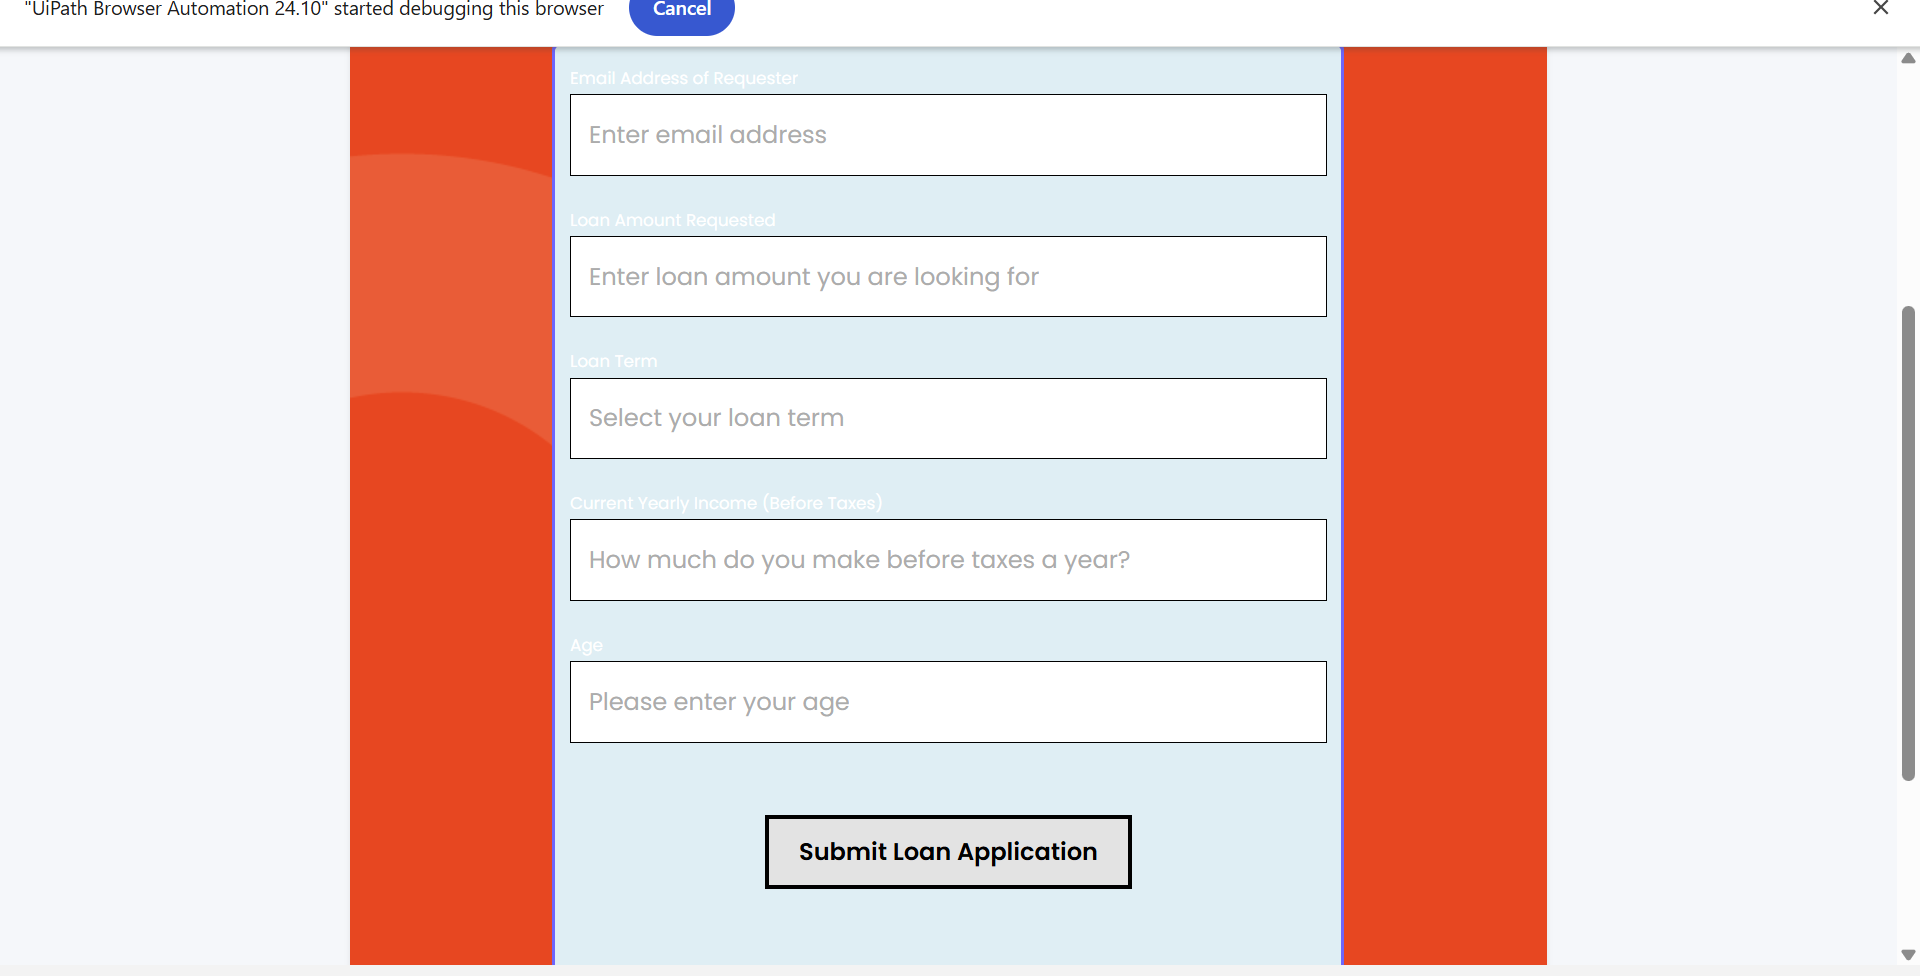 "UiPath Browser Automation 24.10" started debugging this browser
Cancel
Email Address of Requester
Enter email address
Loan Amount Requested
Enter loan amount you are looking for
Loan Term
Select your loan term
Current Yearly Income (Before Taxes)
How much do you make before taxes a year?
Age
Please enter your age
Submit Loan Application